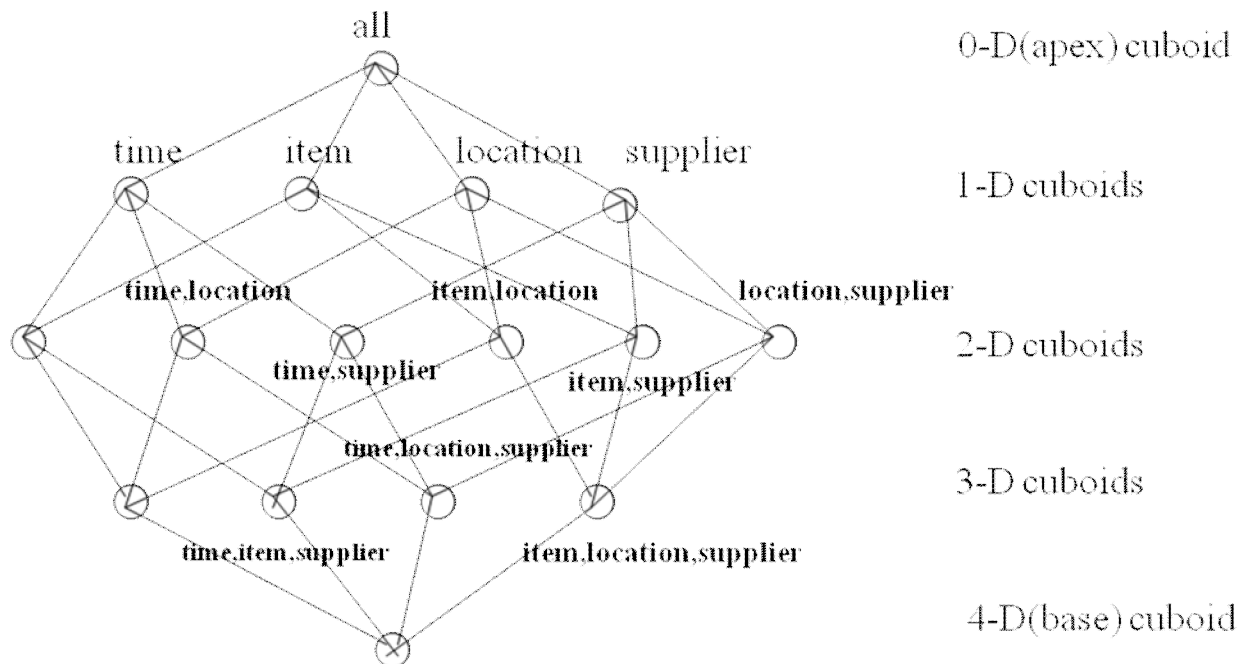 all
0-D(apex) cuboid
time
item
location
supplier
1-D cuboids
time,location
item,location
location,supplier
2-D cuboids
time,supplier
item,supplier
time,location,supplier
3-D cuboids
time,item,supplier
item,location,supplier
4-D(base) cuboid